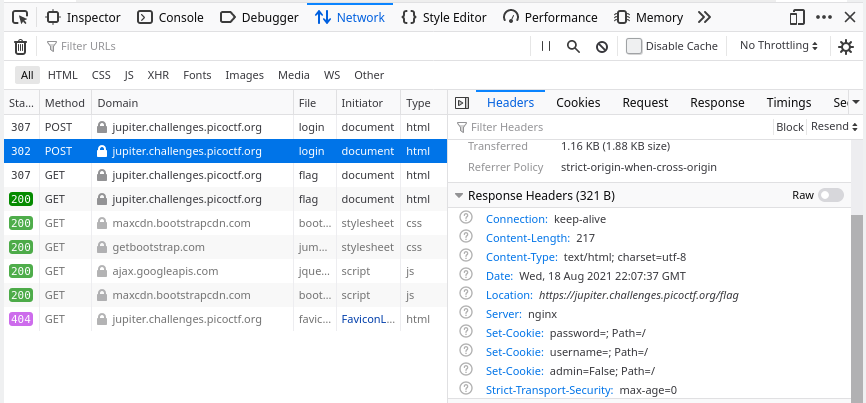 Inspector Console Debugger Network Style Editor Performance Memory
Filter URLs Disable Cache No Throttling
All HTML CSS JS XHR Fonts Images Media WS Other
Sta... Method Domain File Initiator Type
307 POST jupiter.challenges.picoctf.org login document html
302 POST jupiter.challenges.picoctf.org login document html
307 GET jupiter.challenges.picoctf.org flag document html
200 GET jupiter.challenges.picoctf.org flag document html
200 GET maxcdn.bootstrapcdn.com boot... stylesheet css
200 GET getbootstrap.com jum... stylesheet css
200 GET ajax.googleapis.com jque... script js
200 GET maxcdn.bootstrapcdn.com boot... script js
404 GET jupiter.challenges.picoctf.org favic... FaviconL... html
Headers Cookies Request Response Timings Se
Filter Headers Block Resend
Transferred 1.16 KB (1.88 KB size)
Referrer Policy strict-origin-when-cross-origin
Response Headers (321 B) Raw
Connection: keep-alive
Content-Length: 217
Content-Type: text/html; charset=utf-8
Date: Wed, 18 Aug 2021 22:07:37 GMT
Location: https://jupiter.challenges.picoctf.org/flag
Server: nginx
Set-Cookie: password=; Path=/
Set-Cookie: username=; Path=/
Set-Cookie: admin=False; Path=/
Strict-Transport-Security: max-age=0